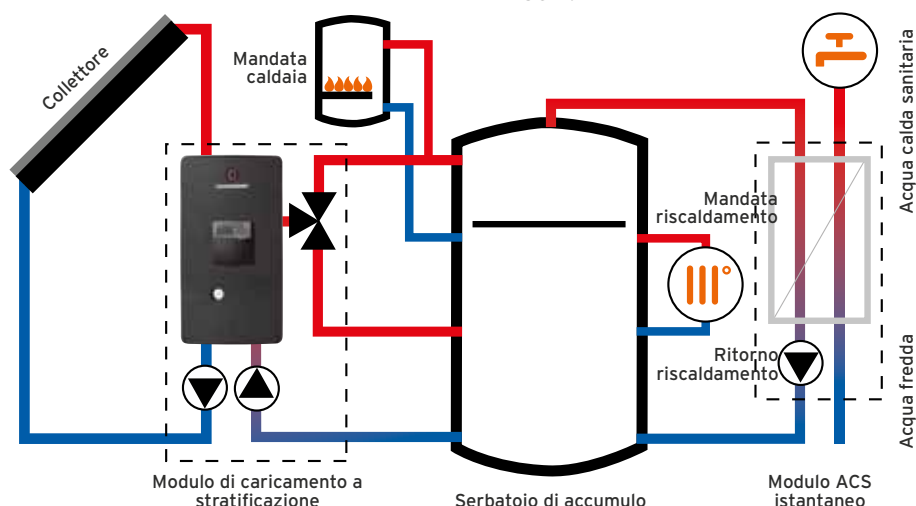 Collettore
Mandata
caldaia
Acqua calda sanitaria
Mandata
riscaldamento
Ritorno
riscaldamento
Acqua fredda
Modulo di caricamento a
stratificazione
Serbatoio di accumulo
Modulo ACS
istantaneo